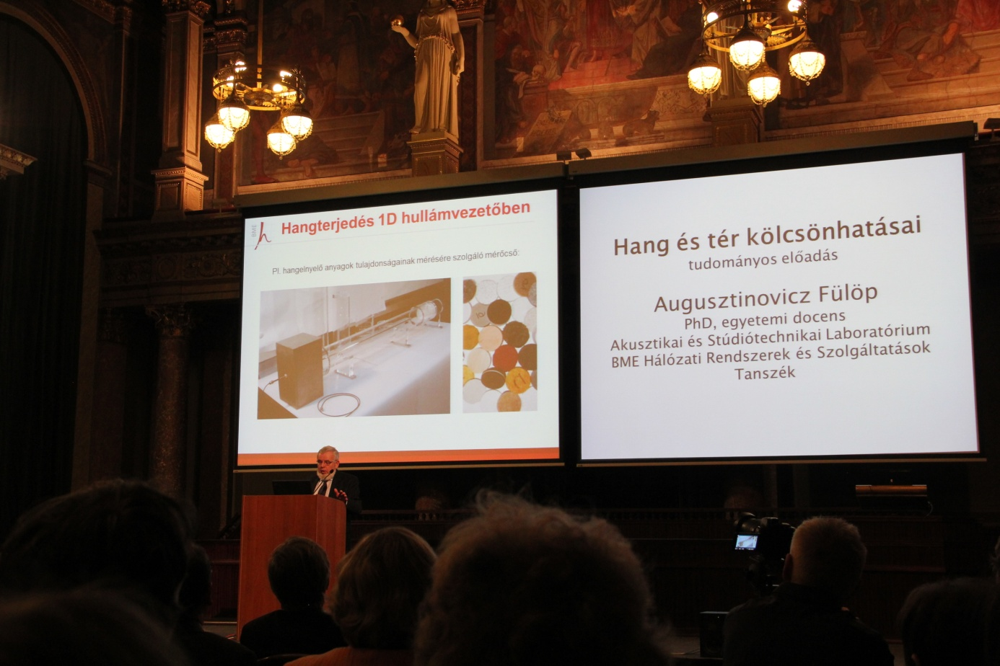 BME
Hangterjedés 1D hullámvezetőben
Pl. hangelnyelő anyagok tulajdonságainak mérésére szolgáló mérőcső:
Hang és tér kölcsönhatásai
tudományos előadás
Augusztinovicz Fülöp
PhD, egyetemi docens
Akusztikai és Stúdiótechnikai Laboratórium
BME Hálózati Rendszerek és Szolgáltatások
Tanszék